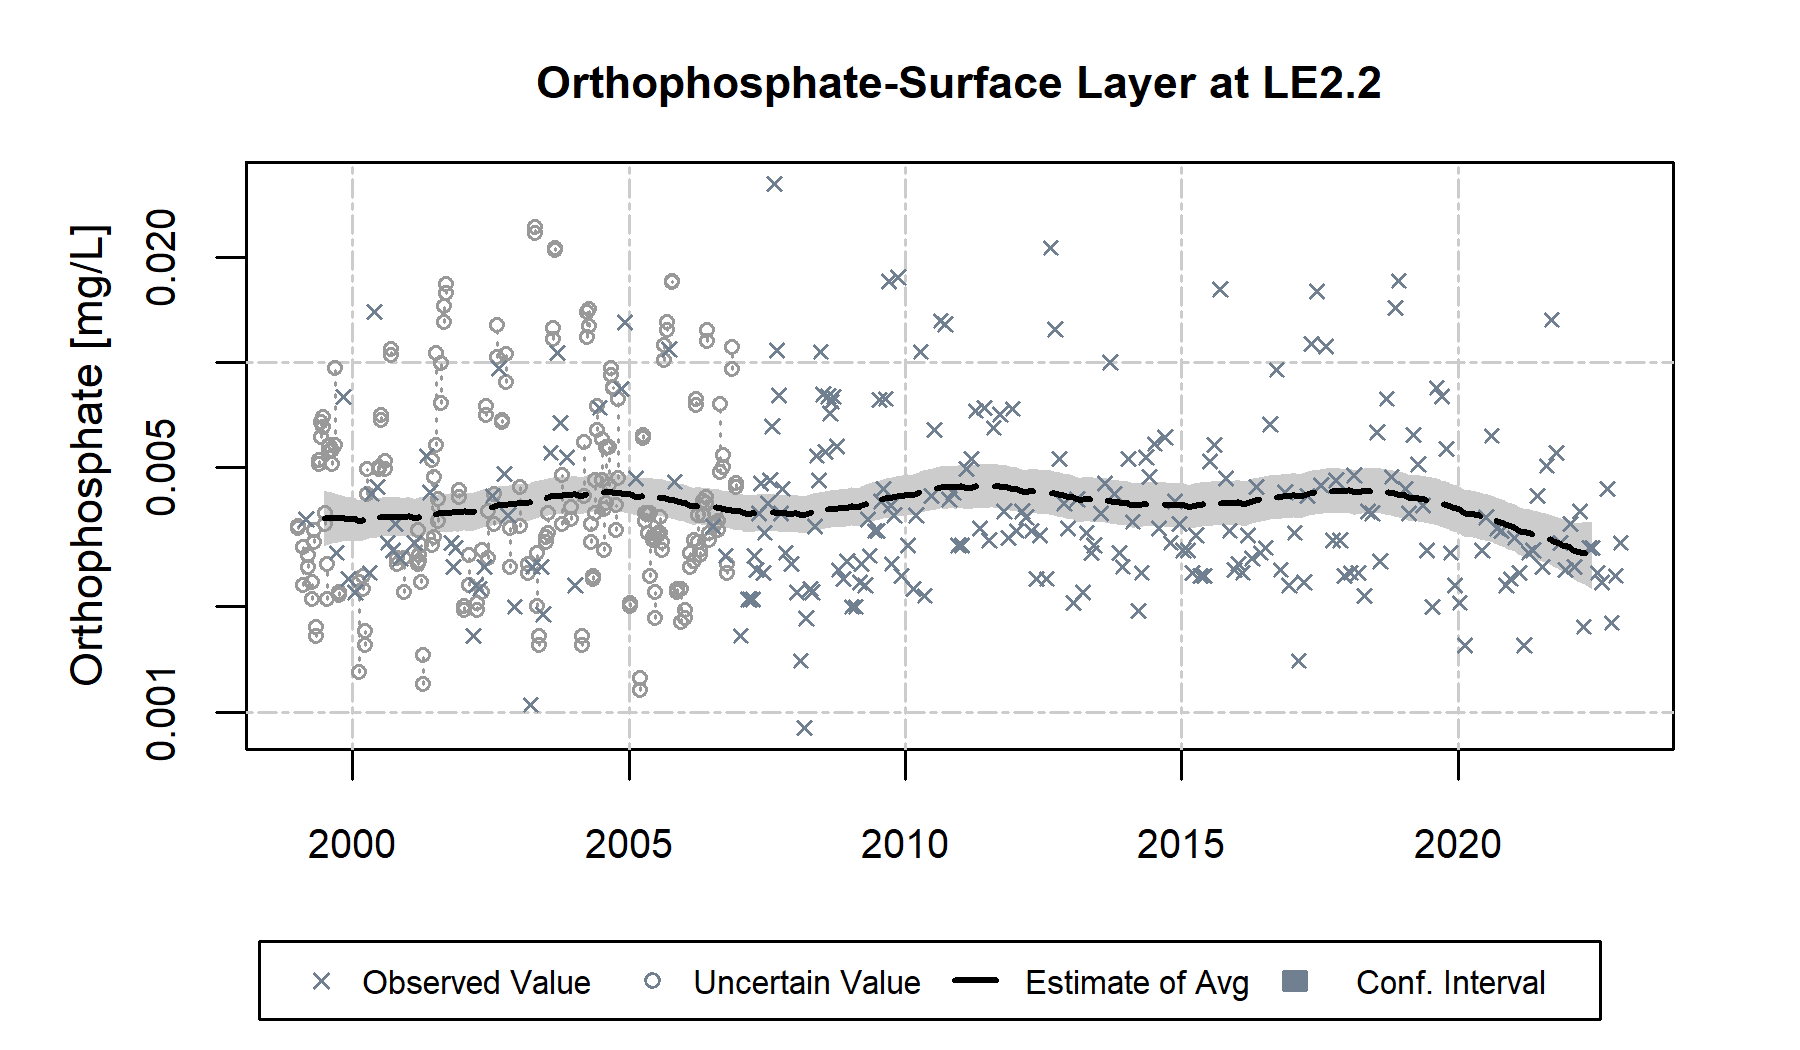 Orthophosphate-Surface Layer at LE2.2
Orthophosphate [mg/L]
0.020
0.005
0.001
2000 2005 2010 2015 2020
Observed Value Uncertain Value Estimate of Avg Conf. Interval